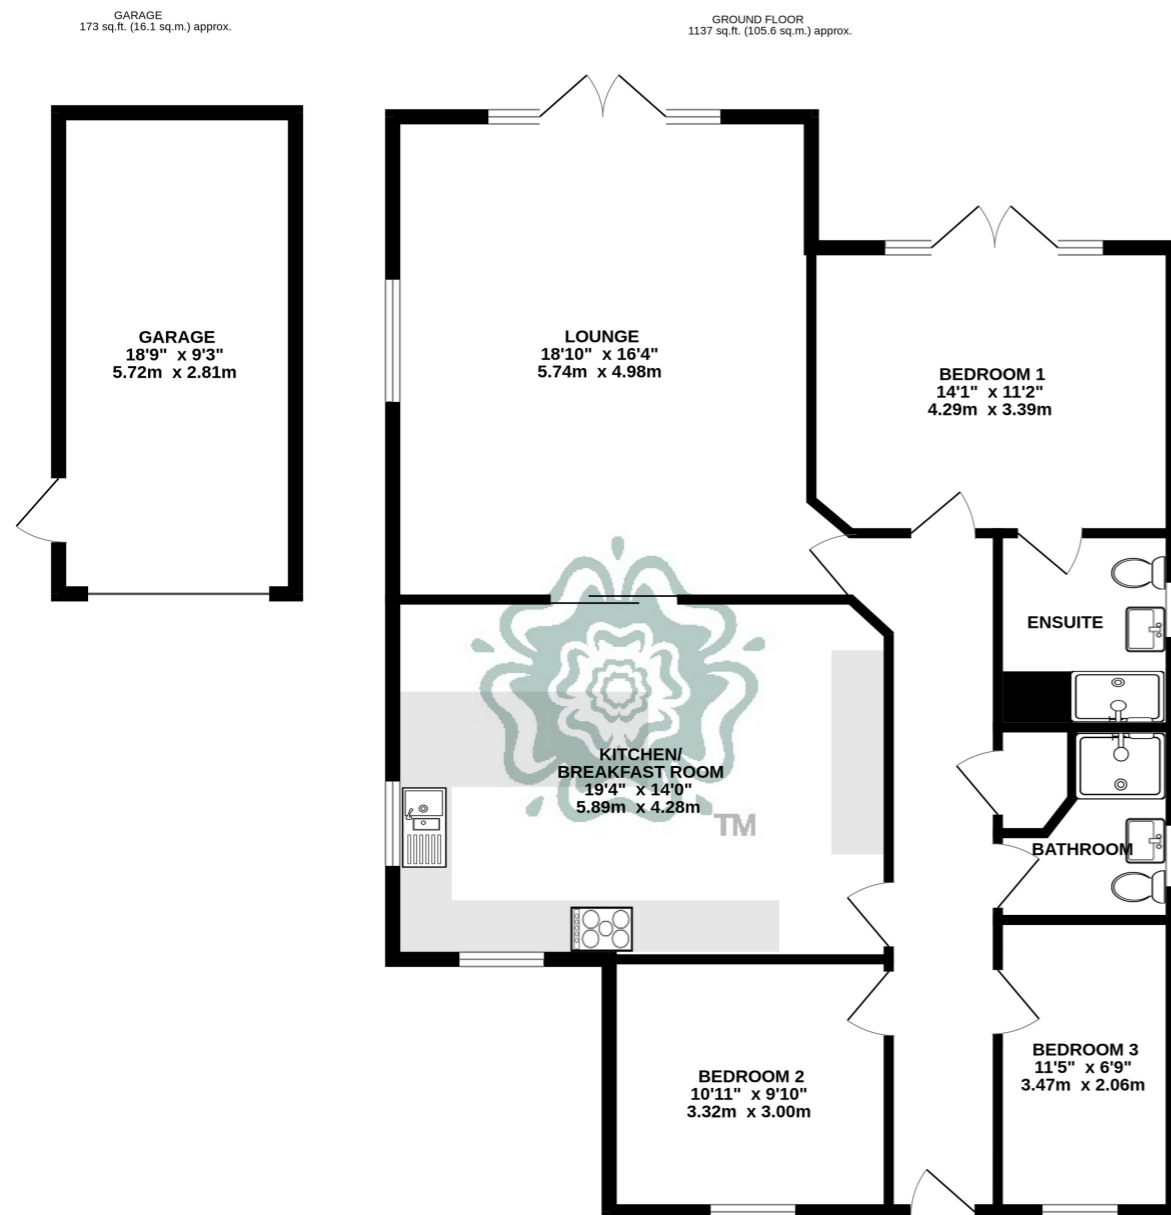 GARAGE
173 sq.ft. (16.1 sq.m.) approx.
GROUND FLOOR
1137 sq.ft. (105.6 sq.m.) approx.
GARAGE
18'9" x 9'3"
5.72m x 2.81m
LOUNGE
18'10" x 16'4"
5.74m x 4.98m
BEDROOM 1
14'1" x 11'2"
4.29m x 3.39m
ENSUITE
KITCHEN/
BREAKFAST ROOM
19'4" x 14'0"
5.89m x 4.28m
TM
BATHROOM
BEDROOM 2
10'11" x 9'10"
3.32m x 3.00m
BEDROOM 3
11'5" x 6'9"
3.47m x 2.06m